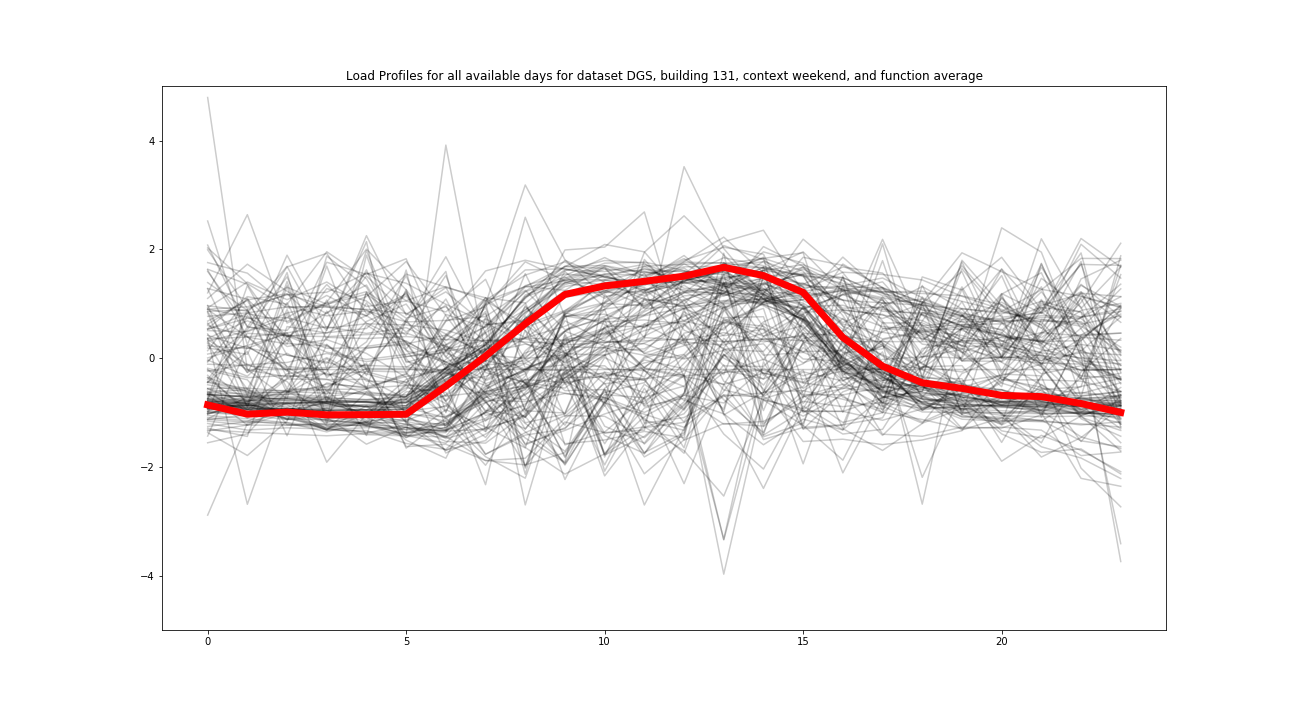 Load Profiles for all available days for dataset DGS, building 131, context weekend, and function average
4
2
0
−2
−4
0 5 10 15 20